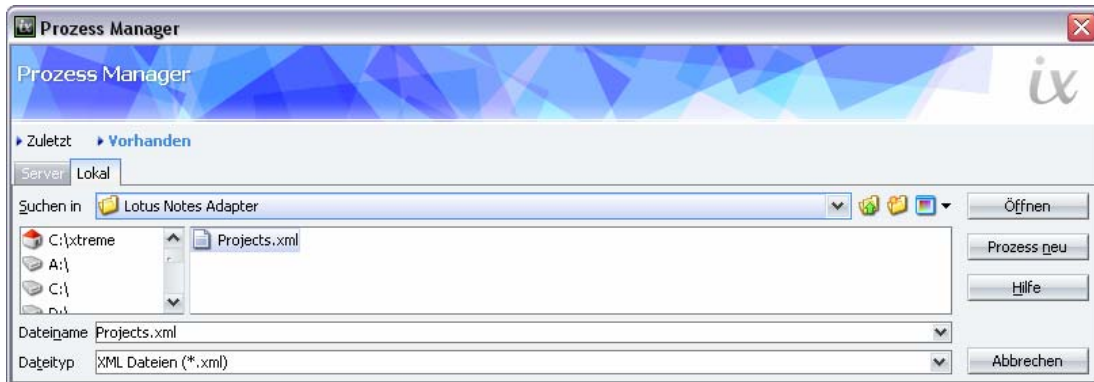 ix Prozess Manager
Prozess Manager
ix
Zuletzt Vorhanden
Server Lokal
Suchen in Lotus Notes Adapter
Öffnen
C:\xtreme
Projects.xml
A:\
Prozess neu
C:\
Hilfe
D:\
Dateiname Projects.xml
Dateityp XML Dateien (*.xml)
Abbrechen